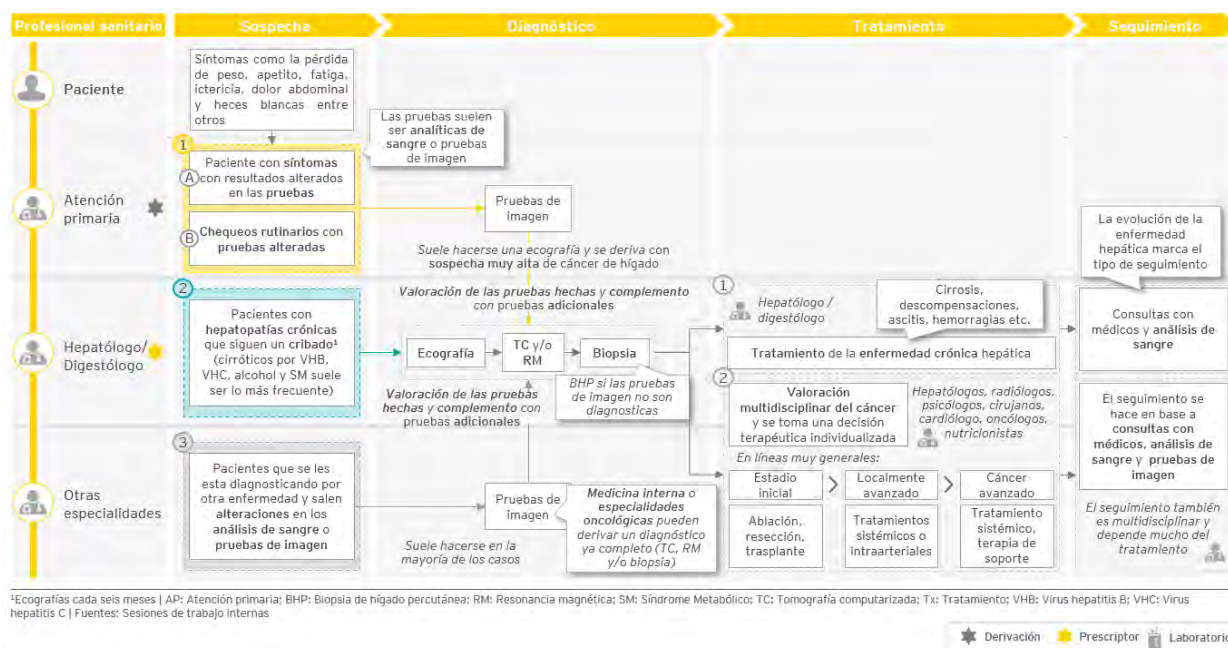 Profesional sanitario
Sospecha
Diagnóstico
Tratamiento
Seguimiento
Paciente
Síntomas como la pérdida
de peso, apetito, fatiga,
ictericia, dolor abdominal
y heces blancas entre
otros
Las pruebas suelen
ser analíticas de
sangre o pruebas
de imagen
Atención
primaria
1
A
Paciente con síntomas
con resultados alterados
en las pruebas
B
Chequeos rutinarios con
pruebas alteradas
Pruebas de
imagen
Suele hacerse una ecografía y se deriva con
sospecha muy alta de cáncer de hígado
La evolución de la
enfermedad
hepática marca el
tipo de seguimiento
Hepatólogo/
Digestólogo
2
Pacientes con
hepatopatías crónicas
que siguen un cribado¹
(cirróticos por VHB,
VHC, alcohol y SM suele
ser lo más frecuente)
Valoración de las pruebas hechas y complemento
con pruebas adicionales
Ecografía
TC y/o
RM
Biopsia
BHP si las pruebas
de imagen no son
diagnosticas
Valoración de las pruebas
hechas y complemento con
pruebas adicionales
1
Hepatólogo /
digestólogo
Cirrosis,
descompensaciones,
ascitis, hemorragias etc.
Tratamiento de la enfermedad crónica hepática
2
Valoración
multidisciplinar del cáncer
y se toma una decisión
terapéutica individualizada
Hepatólogos, radiólogos,
psicólogos, cirujanos,
cardiólogo, oncólogos,
nutricionistas
Consultas con
médicos y análisis de
sangre
El seguimiento se
hace en base a
consultas con
médicos, análisis de
sangre y pruebas de
imagen
Otras
especialidades
3
Pacientes que se les
esta diagnosticando por
otra enfermedad y salen
alteraciones en los
análisis de sangre o
pruebas de imagen
Pruebas de
imagen
Suele hacerse en la
mayoría de los casos
Medicina interna o
especialidades
oncológicas pueden
derivar un diagnóstico
ya completo (TC, RM
y/o biopsia)
En líneas muy generales:
Estadio
inicial
Localmente
avanzado
Cáncer
avanzado
Ablación,
resección,
trasplante
Tratamientos
sistémicos o
intraarteriales
Tratamiento
sistémico,
terapia de
soporte
El seguimiento también
es multidisciplinar y
depende mucho del
tratamiento
¹Ecografías cada seis meses | AP: Atención primaria; BHP: Biopsia de hígado percutánea; RM: Resonancia magnética; SM: Síndrome Metabólico; TC: Tomografía computarizada; Tx: Tratamiento; VHB: Virus hepatitis B; VHC: Virus
hepatitis C | Fuentes: Sesiones de trabajo internas
Derivación
Prescriptor
Laboratorio